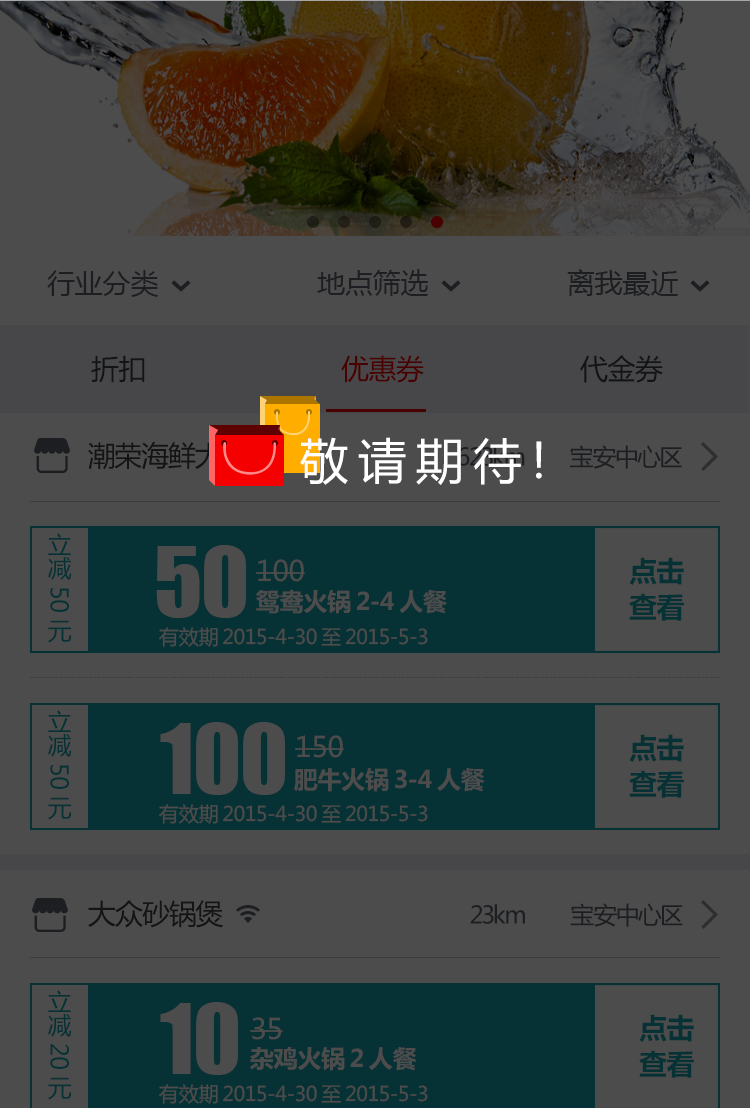 行业分类
地点筛选
离我最近
折扣
优惠券
代金券
潮荣海鲜大
敬请期待！
宝安中心区
立减50元
50
100
鸳鸯火锅 2-4 人餐
有效期 2015-4-30 至 2015-5-3
点击
查看
立减50元
100
150
肥牛火锅 3-4 人餐
有效期 2015-4-30 至 2015-5-3
点击
查看
大众砂锅煲
23km
宝安中心区
立减20元
10
35
杂鸡火锅 2 人餐
有效期 2015-4-30 至 2015-5-3
点击
查看